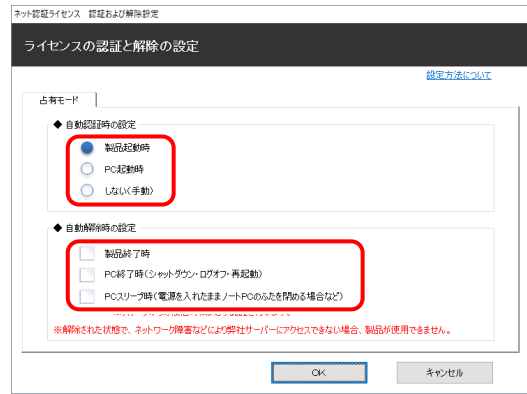 ネット認証ライセンス 認証および解除設定
ライセンスの認証と解除の設定
設定方法について
占有モード
◆ 自動認証時の設定
製品起動時
PC起動時
しない(手動)
◆ 自動解除時の設定
製品終了時
PC終了時(シャットダウン・ログオフ・再起動)
PCスリープ時(電源を入れたままノートPCのふたを閉める場合など)
※解除された状態で、ネットワーク障害などにより弊社サーバーにアクセスできない場合、製品が使用できません。
OK
キャンセル